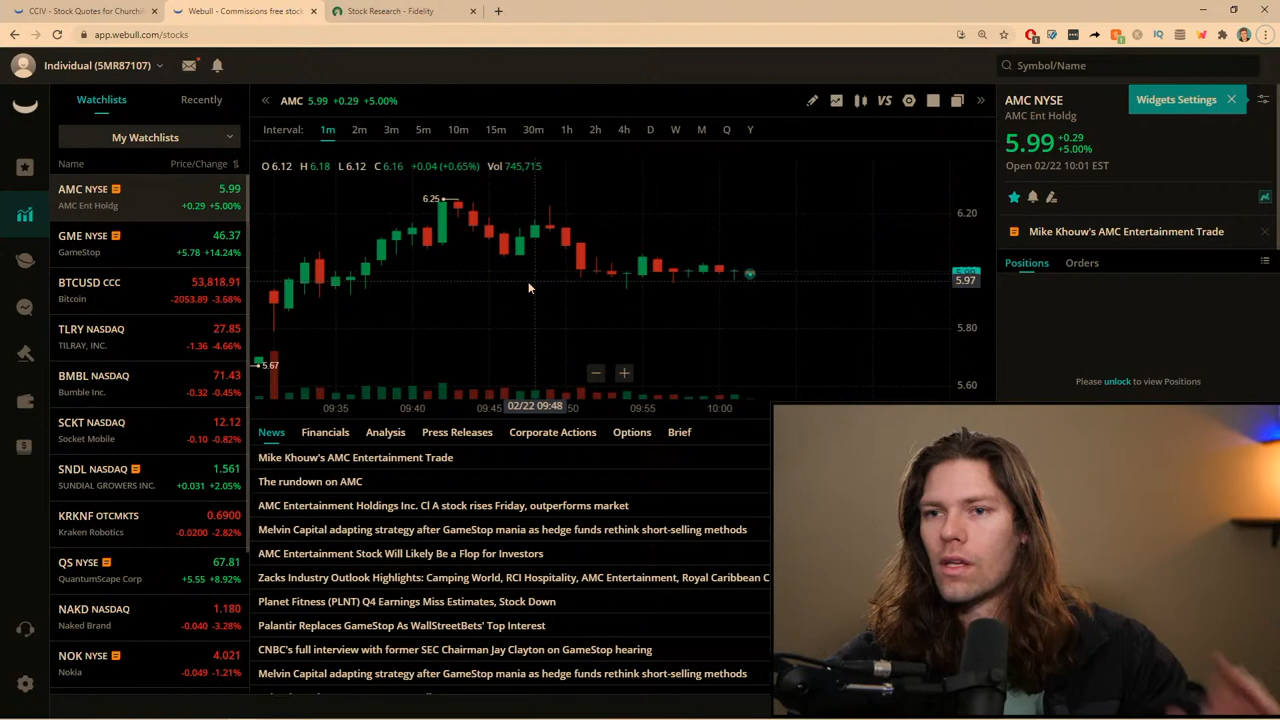 CCIV - Stock Quotes for Churchi
Webull - Commissions free stoc
Stock Research - Fidelity
app.webull.com/stocks
Individual (5MR87107)
Symbol/Name
Watchlists
Recently
My Watchlists
Name
Price/Change
AMC NYSE
5.99
AMC Ent Holdg
+0.29 +5.00%
GME NYSE
46.37
GameStop
+5.78 +14.24%
BTCUSD CCC
53,818.91
Bitcoin
-2053.89 -3.68%
TLRY NASDAQ
27.85
TILRAY, INC.
-1.36 -4.66%
BMBL NASDAQ
71.43
Bumble Inc.
-0.32 -0.45%
SCKT NASDAQ
12.12
Socket Mobile
-0.10 -0.82%
SNDL NASDAQ
1.561
SUNDIAL GROWERS INC.
+0.031 +2.05%
KRKNF OTCMKTS
0.6900
Kraken Robotics
-0.0200 -2.82%
QS NYSE
67.81
QuantumScape Corp
+5.55 +8.92%
NAKD NASDAQ
1.180
Naked Brand
-0.040 -3.28%
NOK NYSE
4.021
Nokia
-0.049 -1.21%
AMC 5.99 +0.29 +5.00%
VS
Interval: 1m 2m 3m 5m 10m 15m 30m 1h 2h 4h D W M Q Y
O 6.12 H 6.18 L 6.12 C 6.16 +0.04 (+0.65%) Vol 745,715
6.25
6.20
5.97
5.80
5.67
5.60
09:35 09:40 09:45 02/22 09:48 :50 09:55 10:00
News Financials Analysis Press Releases Corporate Actions Options Brief
Mike Khouw's AMC Entertainment Trade
The rundown on AMC
AMC Entertainment Holdings Inc. Cl A stock rises Friday, outperforms market
Melvin Capital adapting strategy after GameStop mania as hedge funds rethink short-selling methods
AMC Entertainment Stock Will Likely Be a Flop for Investors
Zacks Industry Outlook Highlights: Camping World, RCI Hospitality, AMC Entertainment, Royal Caribbean C
Planet Fitness (PLNT) Q4 Earnings Miss Estimates, Stock Down
Palantir Replaces GameStop As WallStreetBets' Top Interest
CNBC's full interview with former SEC Chairman Jay Clayton on GameStop hearing
Melvin Capital adapting strategy after GameStop mania as hedge funds rethink short-selling methods
AMC NYSE
Widgets Settings
AMC Ent Holdg
5.99 +0.29
+5.00%
Open 02/22 10:01 EST
Mike Khouw's AMC Entertainment Trade
Positions
Orders
Please unlock to view Positions